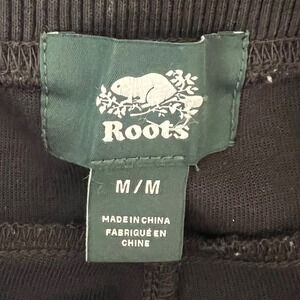 Roots
M/M
MADE IN CHINA
FABRIQUÉ EN
CHINE